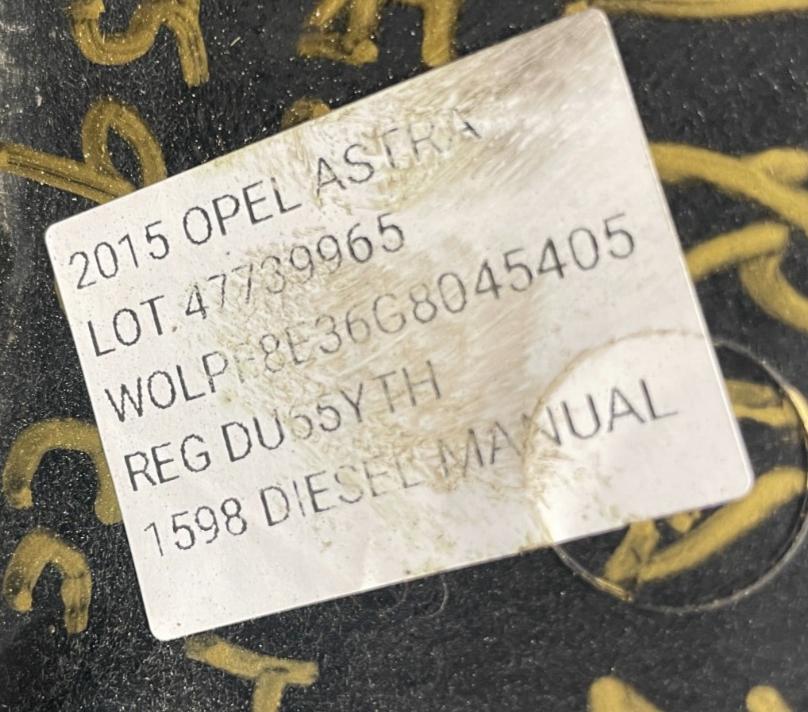 2015 OPEL ASTRA
LOT 47739965
WOLPF8E36G8045405
REG DU65YTH
1598 DIESEL MANUAL